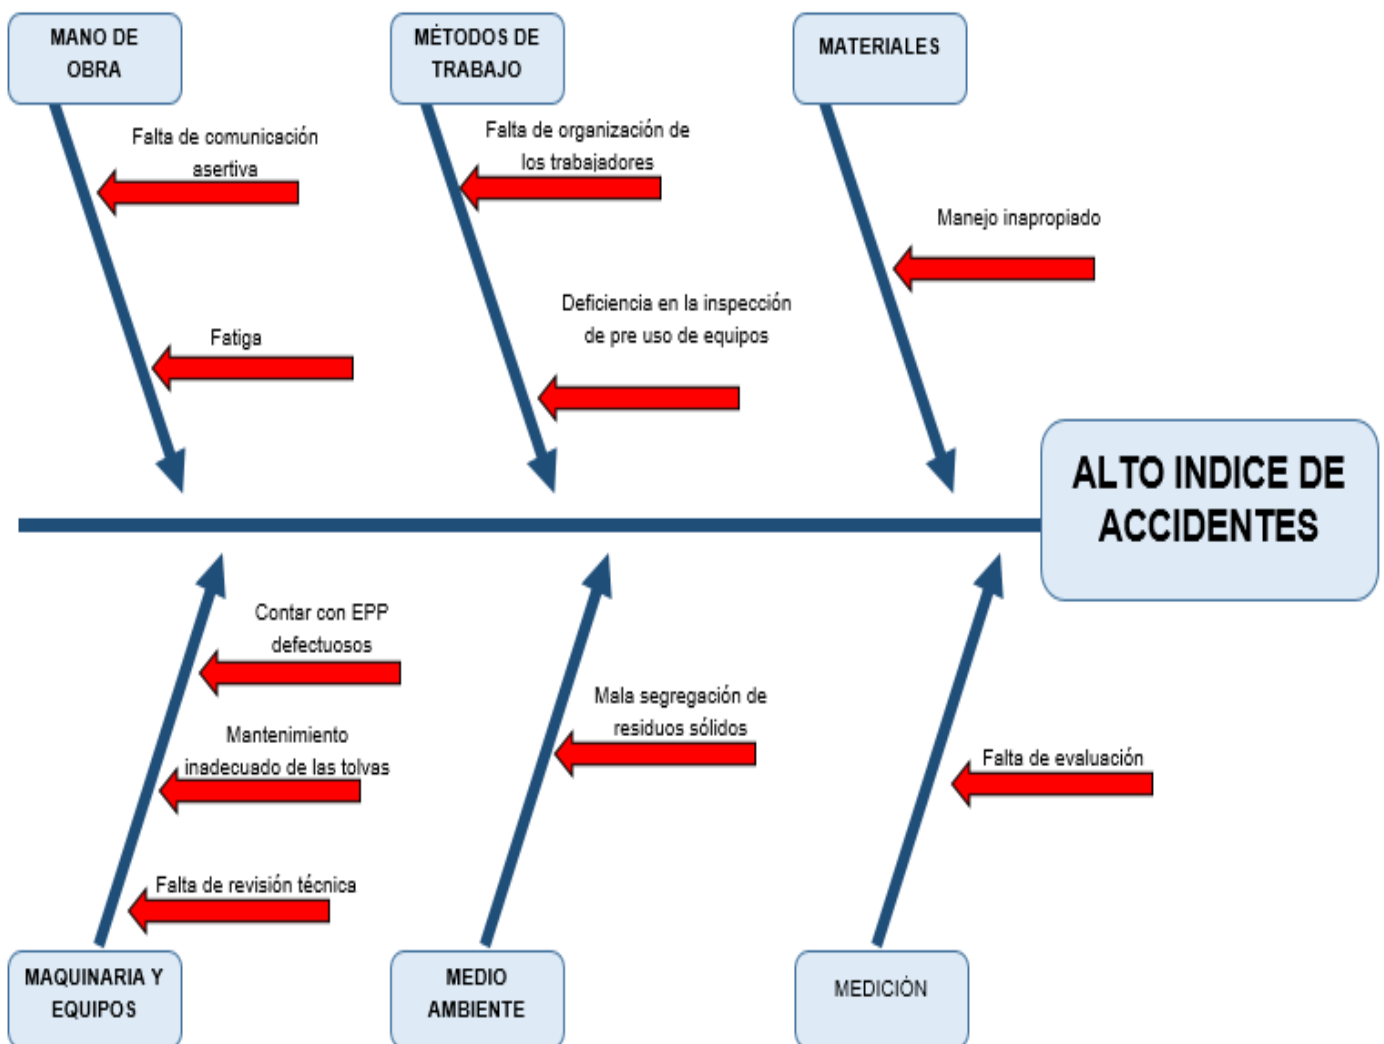 MANO DE
OBRA
MÉTODOS DE
TRABAJO
MATERIALES
Falta de comunicación
asertiva
Falta de organización de
los trabajadores
Manejo inapropiado
Fatiga
Deficiencia en la inspección
de pre uso de equipos
ALTO INDICE DE
ACCIDENTES
Contar con EPP
defectuosos
Mantenimiento
inadecuado de las tolvas
Falta de revisión técnica
Mala segregación de
residuos sólidos
Falta de evaluación
MAQUINARIA Y
EQUIPOS
MEDIO
AMBIENTE
MEDICIÓN